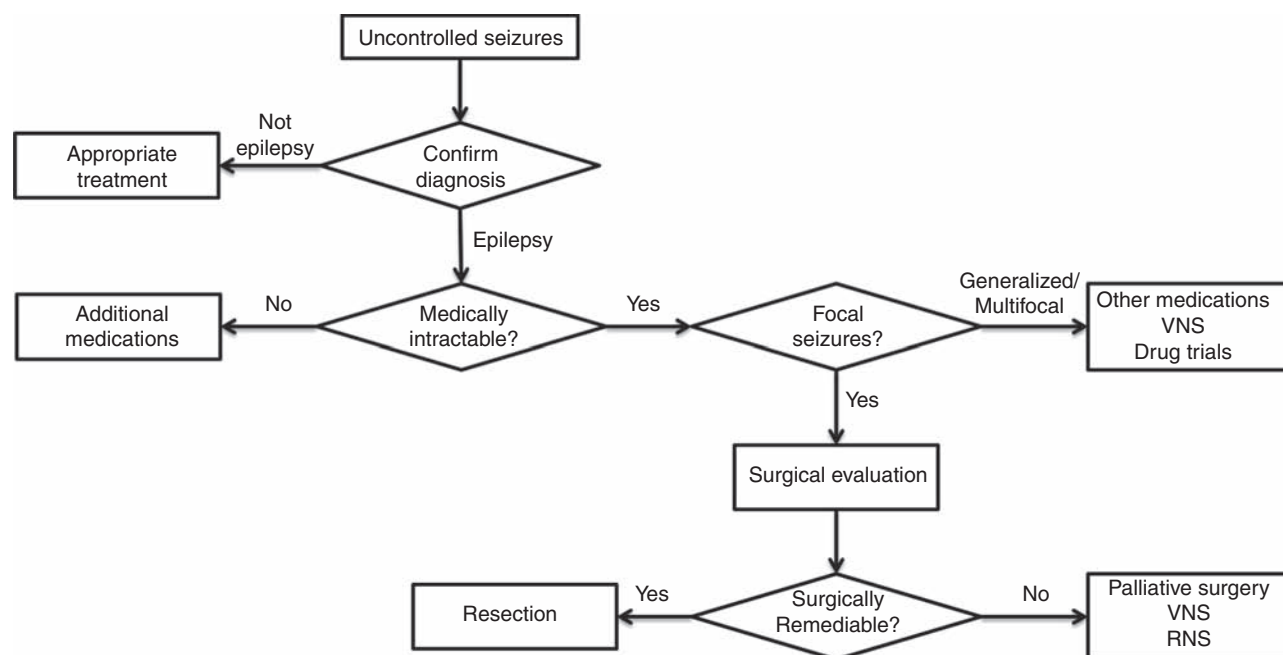 Uncontrolled seizures
Not
epilepsy
Appropriate
treatment
Confirm
diagnosis
Epilepsy
Additional
medications
No
Medically
intractable?
Yes
Focal
seizures?
Generalized/
Multifocal
Other medications
VNS
Drug trials
Yes
Surgical evaluation
Resection
Yes
Surgically
Remediable?
No
Palliative surgery
VNS
RNS